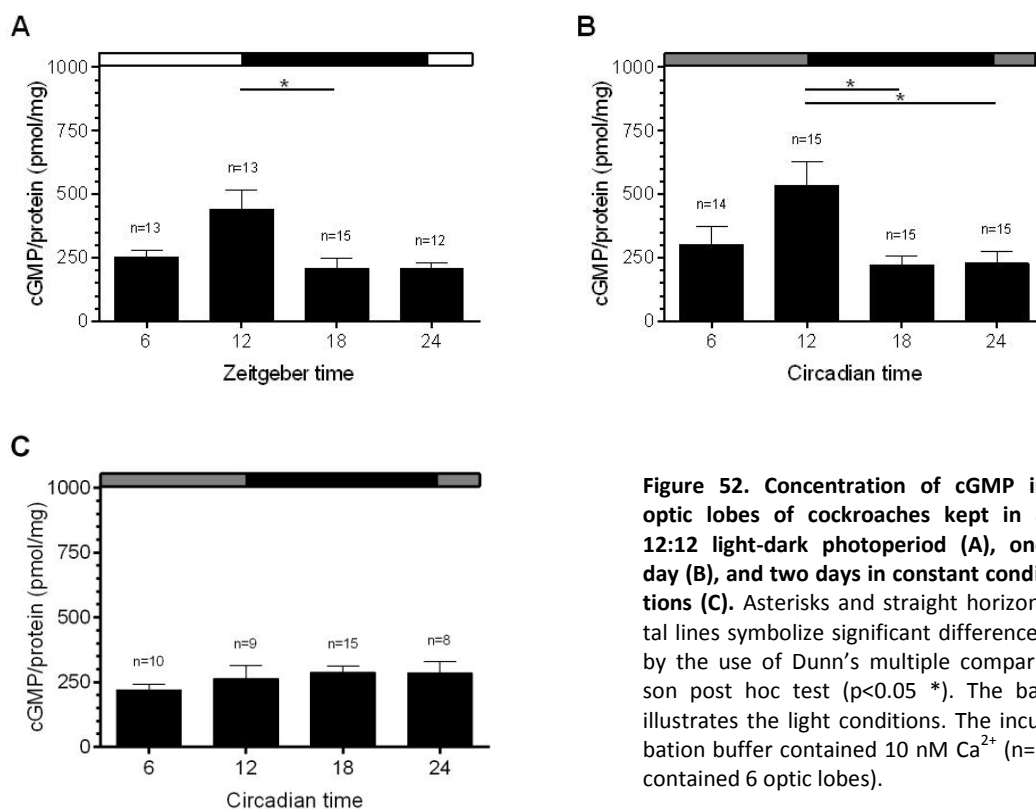 A
1000
750
500
250
0
cGMP/protein (pmol/mg)
*
n=13
n=13
n=15
n=12
6 12 18 24
Zeitgeber time
B
1000
750
500
250
0
cGMP/protein (pmol/mg)
*
*
n=14
n=15
n=15
n=15
6 12 18 24
Circadian time
C
1000
750
500
250
0
cGMP/protein (pmol/mg)
n=10
n=9
n=15
n=8
6 12 18 24
Circadian time
Figure 52. Concentration of cGMP i
optic lobes of cockroaches kept in
12:12 light-dark photoperiod (A), on
day (B), and two days in constant condi
tions (C). Asterisks and straight horizon
tal lines symbolize significant difference
by the use of Dunn's multiple compar
son post hoc test (p<0.05 *). The ba
illustrates the light conditions. The incu
bation buffer contained 10 nM Ca2+ (n=
contained 6 optic lobes).